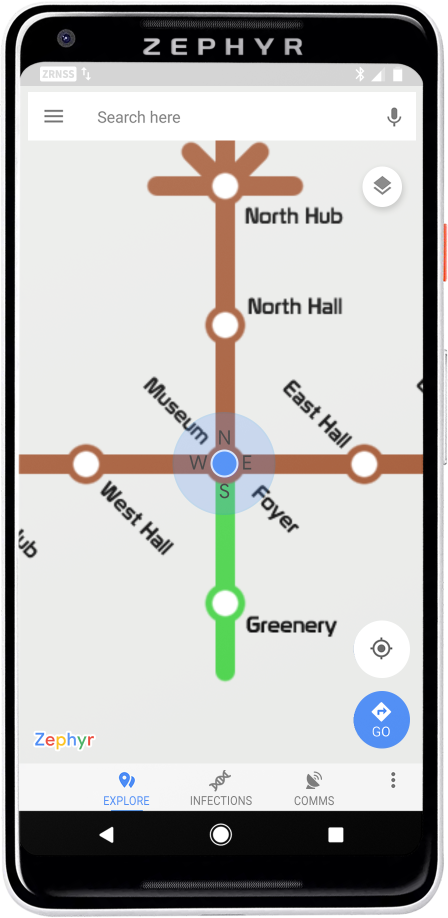 ZEPHYR
ZRNSS
Search here
North Hub
North Hall
Museum
East Hall
N
W E
S
West Hall
Foyer
ub
Greenery
GO
Zephyr
EXPLORE INFECTIONS COMMS